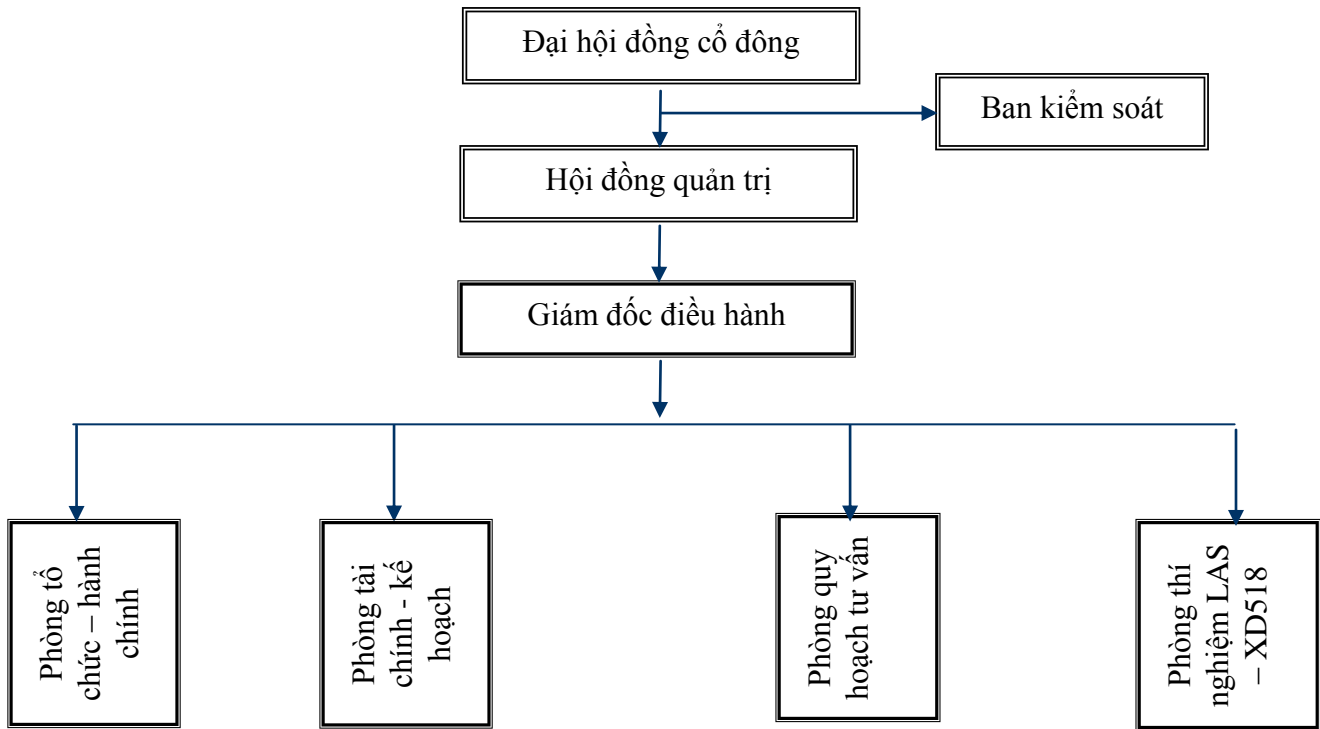 Đại hội đồng cổ đông
Ban kiểm soát
Hội đồng quản trị
Giám đốc điều hành
Phòng tổ
chức – hành
chính
Phòng tài
chính - kế
hoạch
Phòng quy
hoạch tư vấn
Phòng thí
nghiệm LAS
– XD518